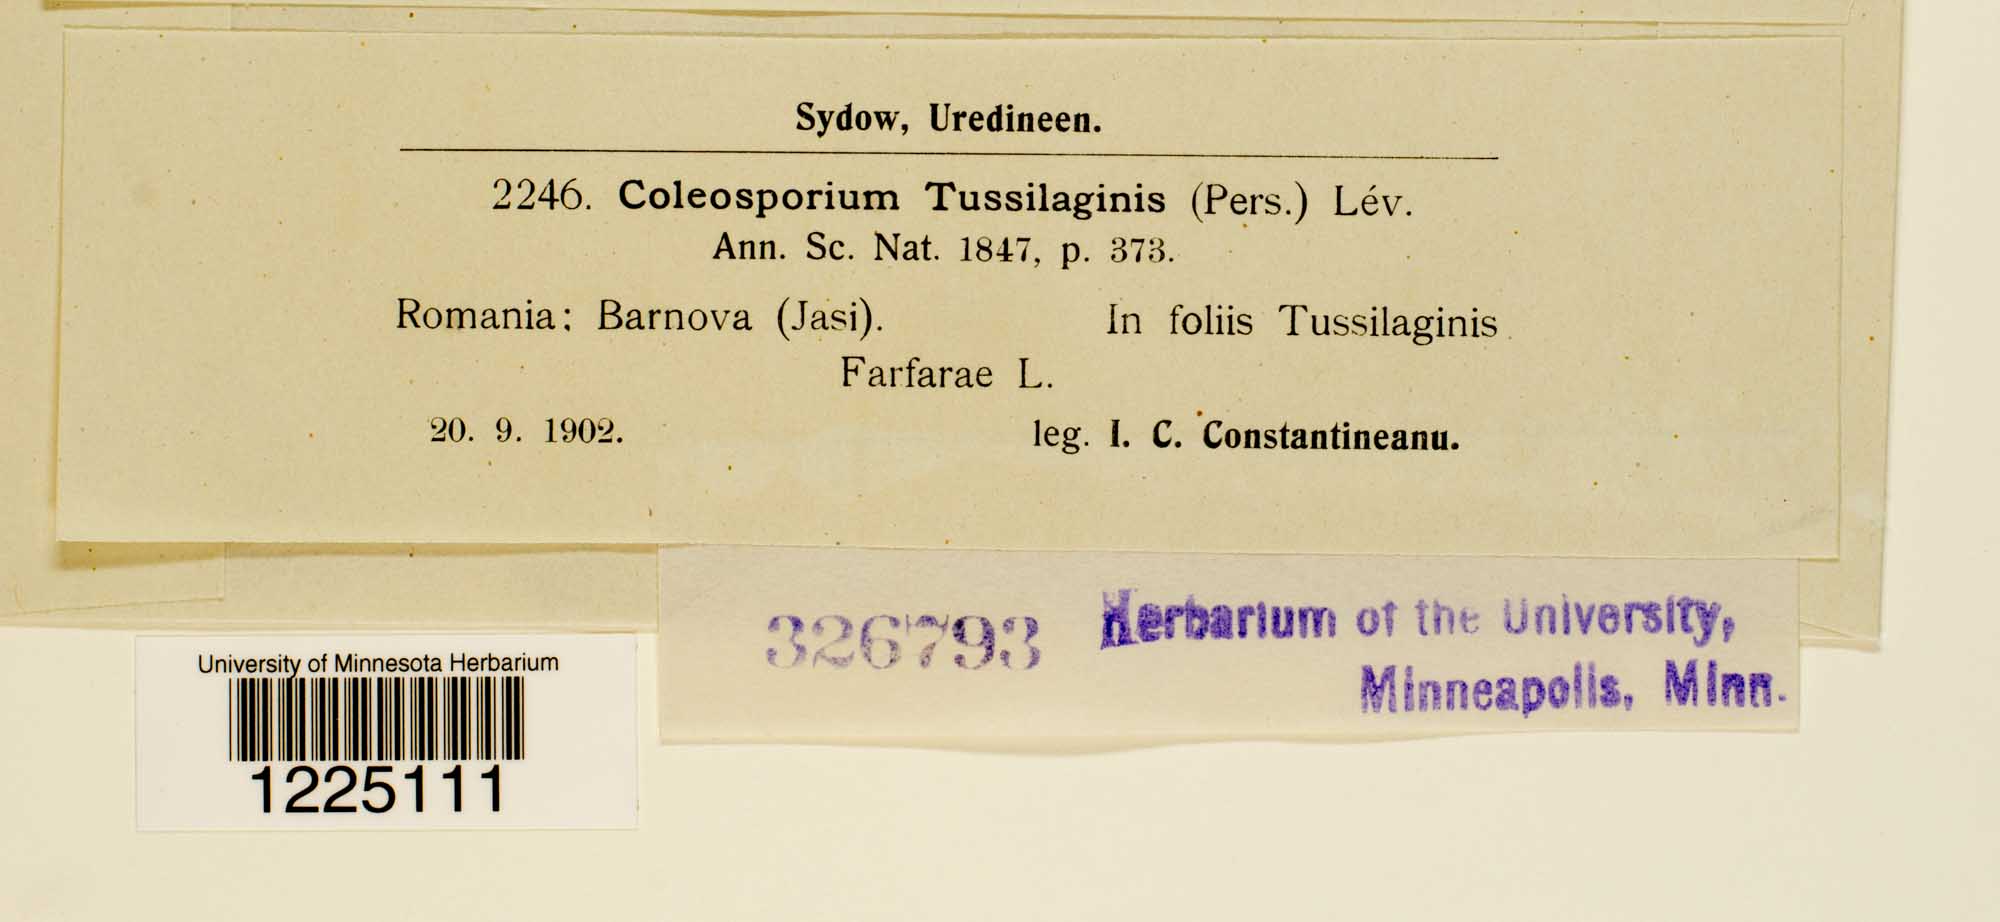 Sydow, Uredineen.
2246. Coleosporium Tussilaginis (Pers.) Lév.
Ann. Sc. Nat. 1847, p. 373.
Romania: Barnova (Jasi). In foliis Tussilaginis
Farfarae L.
20. 9. 1902. leg. I. C. Constantineanu.
326793 Herbarium of the University,
Minneapolis, Minn.
University of Minnesota Herbarium
1225111